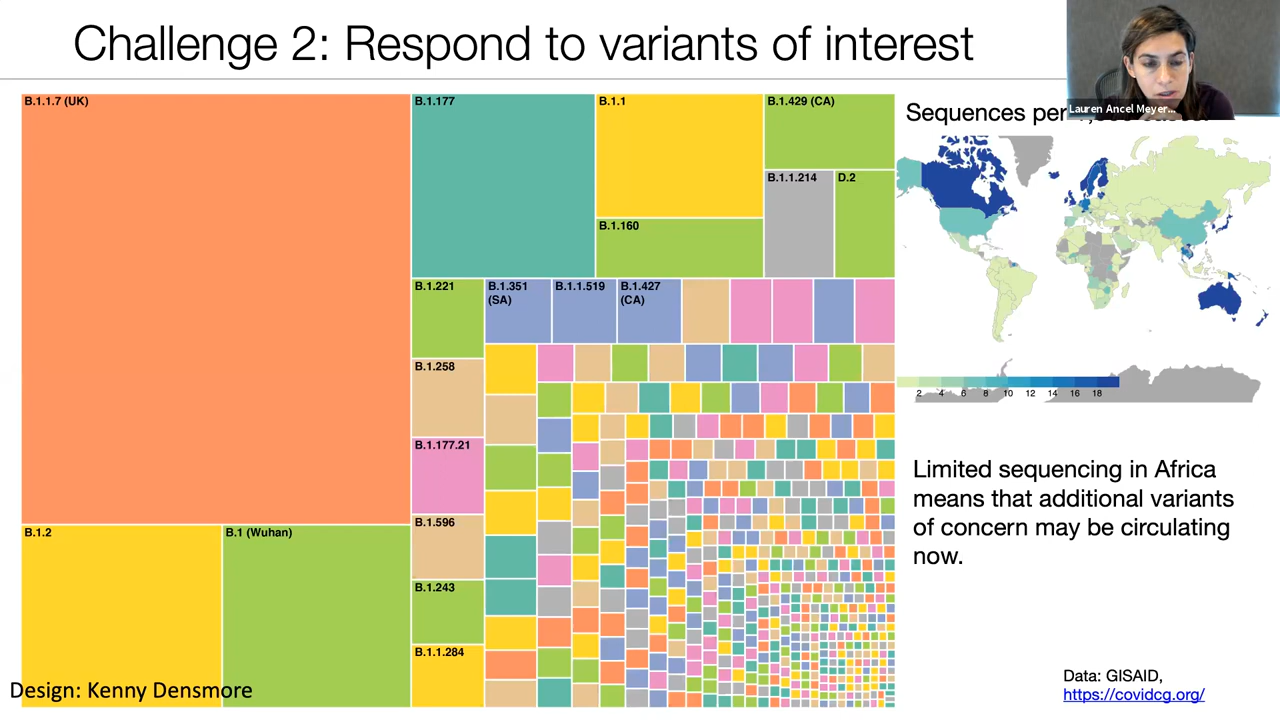 Challenge 2: Respond to variants of interest
Lauren Ancel Meyer...
B.1.1.7 (UK)
B.1.177
B.1.1
B.1.429 (CA)
B.1.1.214
D.2
B.1.160
B.1.221
B.1.351
(SA)
B.1.1.519
B.1.427
(CA)
B.1.258
B.1.177.21
B.1.2
B.1 (Wuhan)
B.1.596
B.1.243
B.1.1.284
Design: Kenny Densmore
Sequences per
2 4 6 8 10 12 14 16 18
Limited sequencing in Africa
means that additional variants
of concern may be circulating
now.
Data: GISAID,
https://covidcg.org/